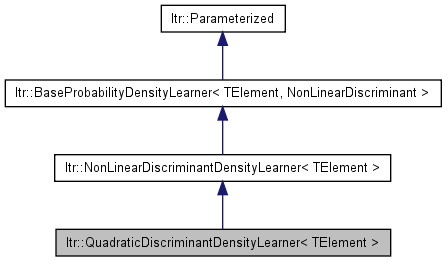 ltr::Parameterized
ltr::BaseProbabilityDensityLearner< TElement, NonLinearDiscriminant >
ltr::NonLinearDiscriminantDensityLearner< TElement >
ltr::QuadraticDiscriminantDensityLearner< TElement >